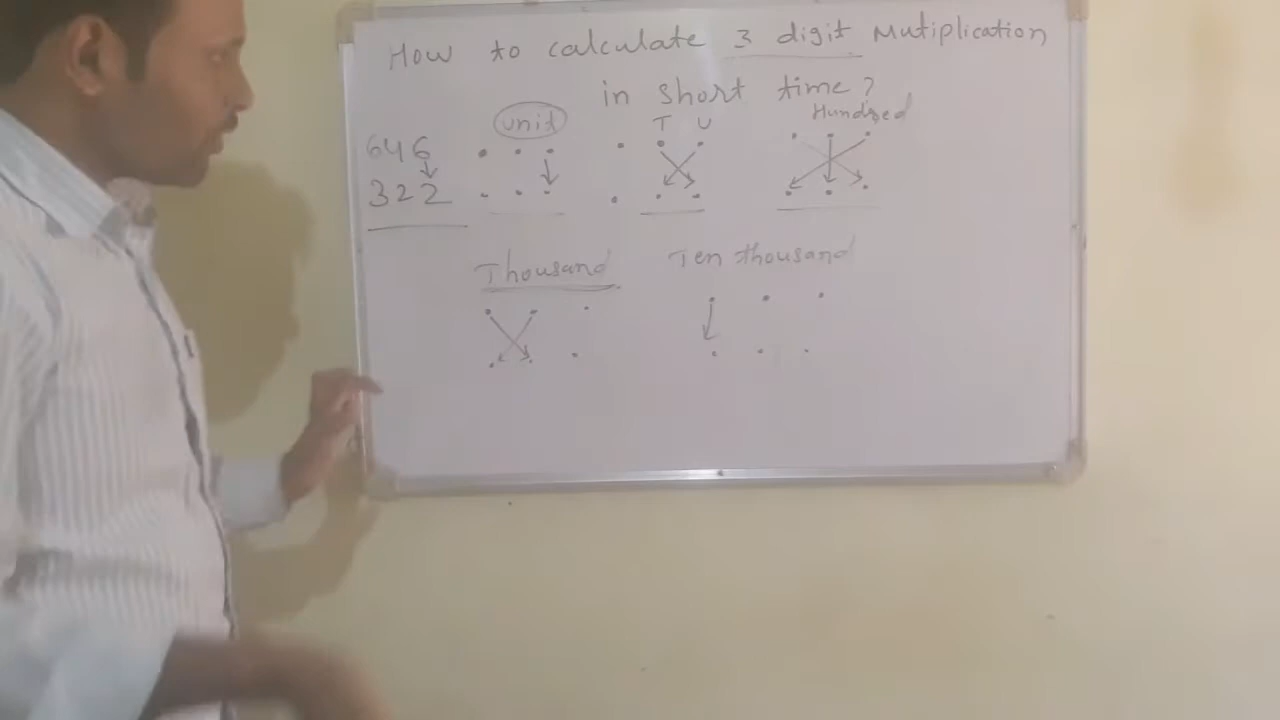 How to calculate 3 digit Mutiplication
in short time?
unit
T U
Hundred
646
322
Thousand
Ten thousand